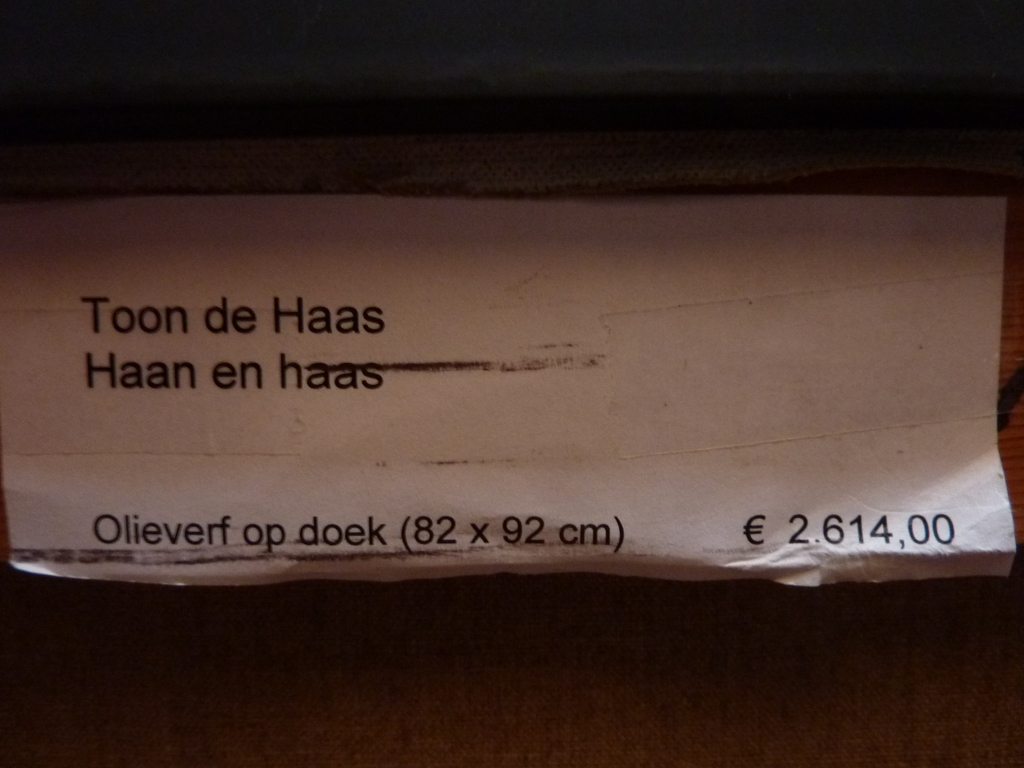 Toon de Haas
Haan en haas
Olieverf op doek (82 x 92 cm) € 2.614,00